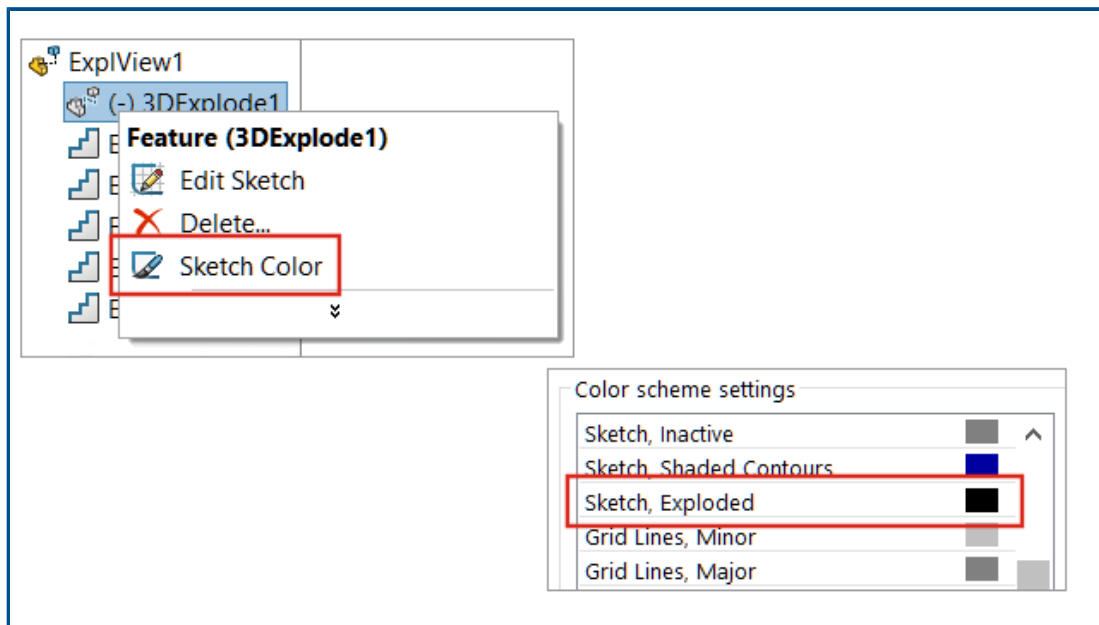 ExplView1
(-) 3DExplode1
Feature (3DExplode1)
Edit Sketch
Delete...
Sketch Color
Color scheme settings
Sketch, Inactive
Sketch, Shaded Contours
Sketch, Exploded
Grid Lines, Minor
Grid Lines, Major